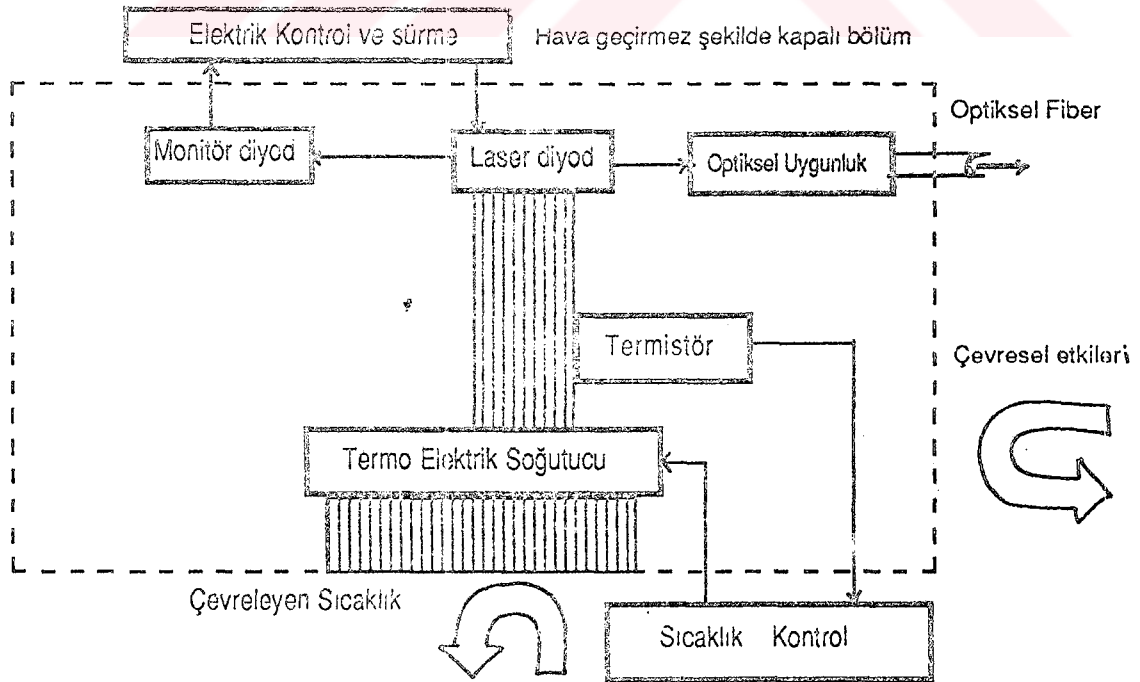 Elektrik Kontrol ve sürme
Hava geçirmez şekilde kapalı bölüm
Optiksel Fiber
Monitör diyod
Laser diyod
Optiksel Uygunluk
Termistör
Çevresel etkileri
Termo Elektrik Soğutucu
Çevreleyen Sıcaklık
Sıcaklık Kontrol